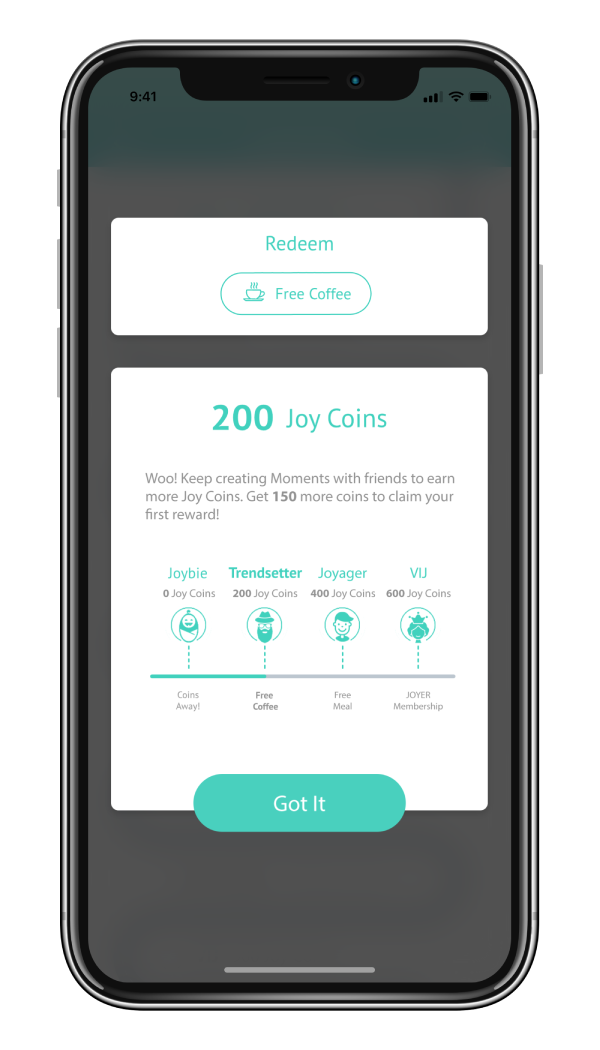 9:41
Redeem
Free Coffee
200 Joy Coins
Woo! Keep creating Moments with friends to earn
more Joy Coins. Get 150 more coins to claim your
first reward!
Joybie Trendsetter Joyager VIJ
0 Joy Coins 200 Joy Coins 400 Joy Coins 600 Joy Coins
Coins Free Free JOYER
Away! Coffee Meal Membership
Got It